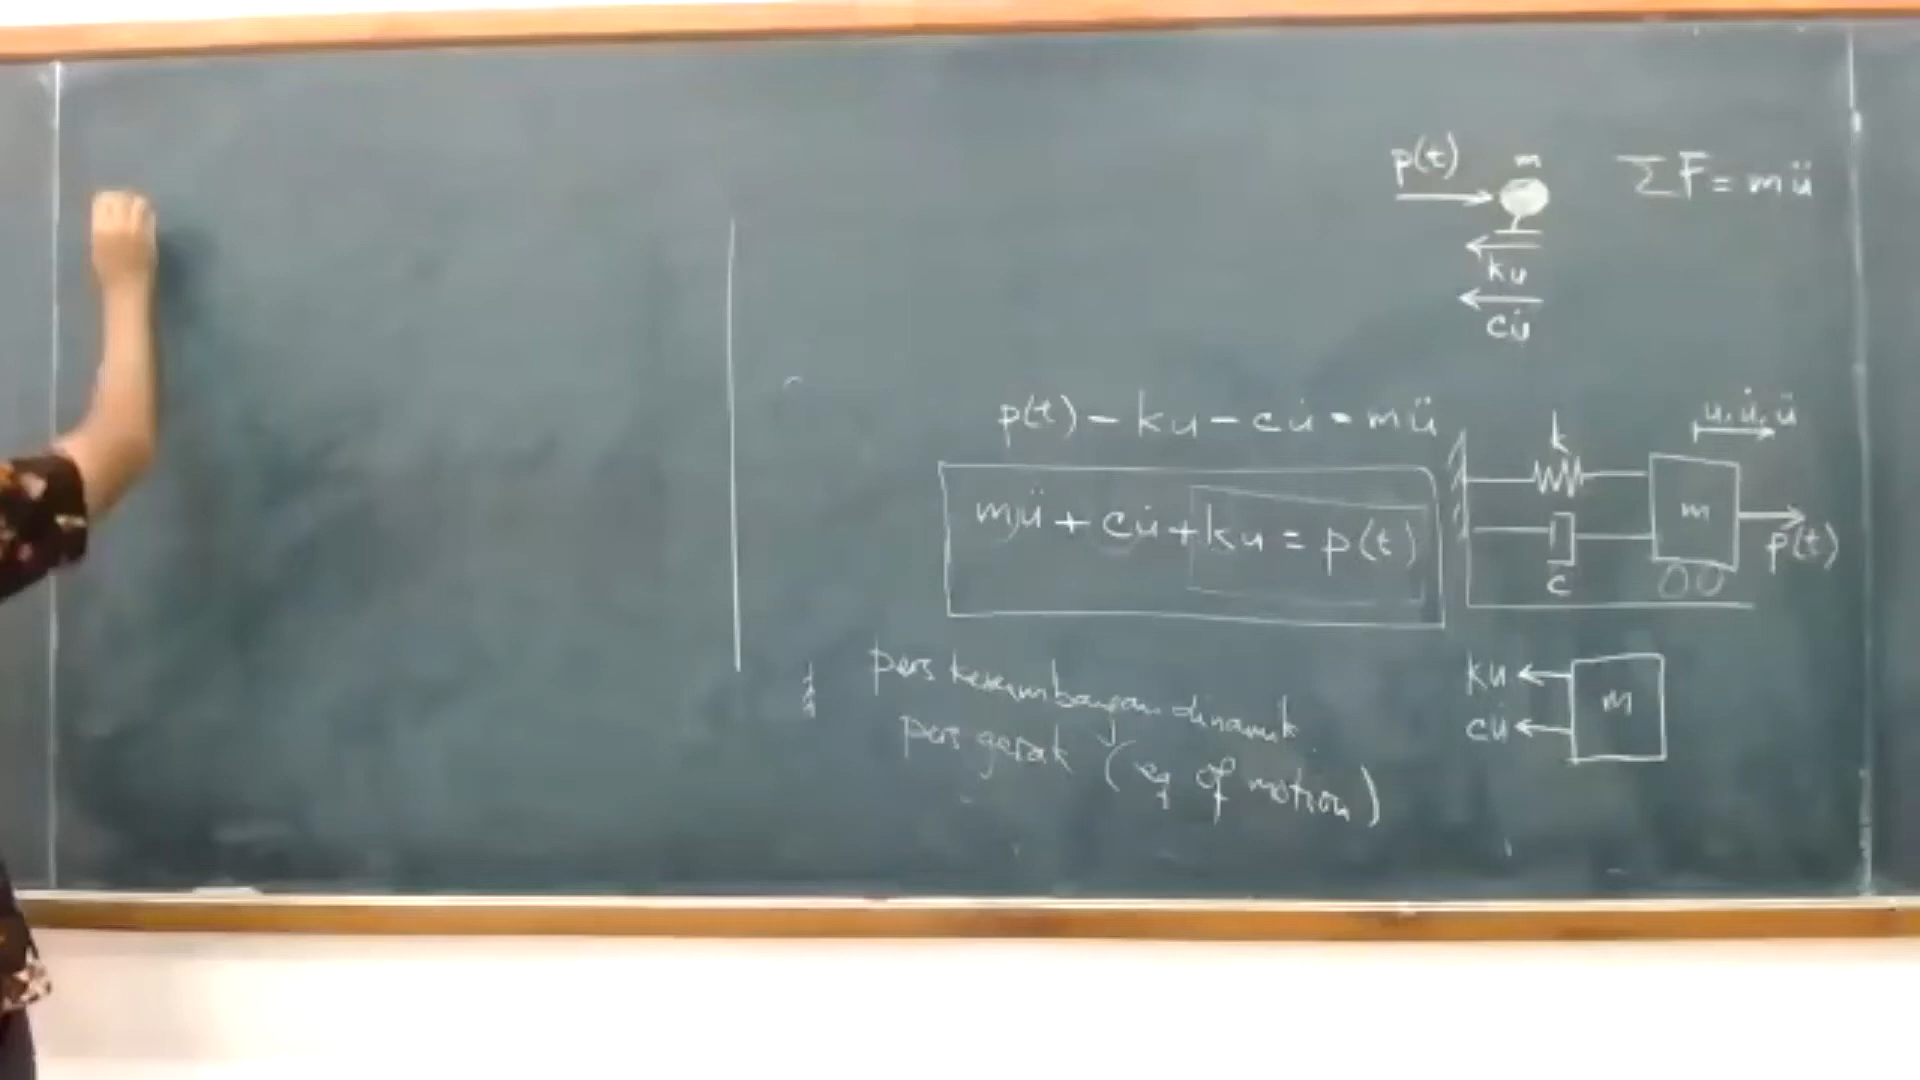 p(t) m ΣF = mü
ku
cu̇
p(t) - ku - cu̇ = mü
mü + cu̇ + ku = p(t)
k u, u̇, ü
m
p(t)
c
pers keseimbangan dinamik
pers gerak (eq of motion)
ku m
cu̇